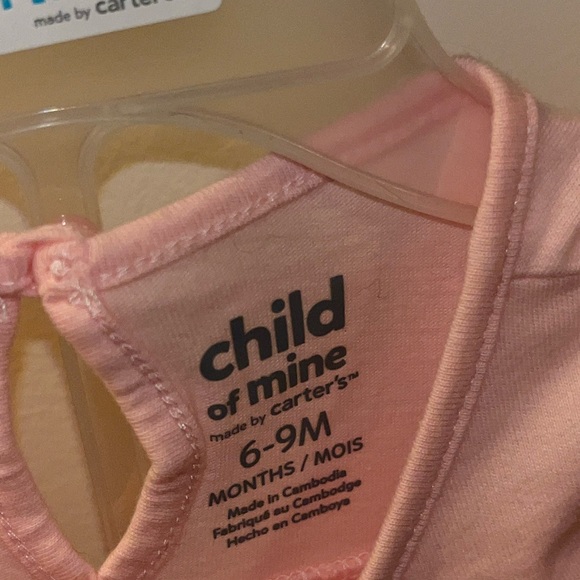 made by carter's
child
of mine
made by carter's™
6-9M
MONTHS / MOIS
Made in Cambodia
Fabriqué au Cambodge
Hecho en Camboya